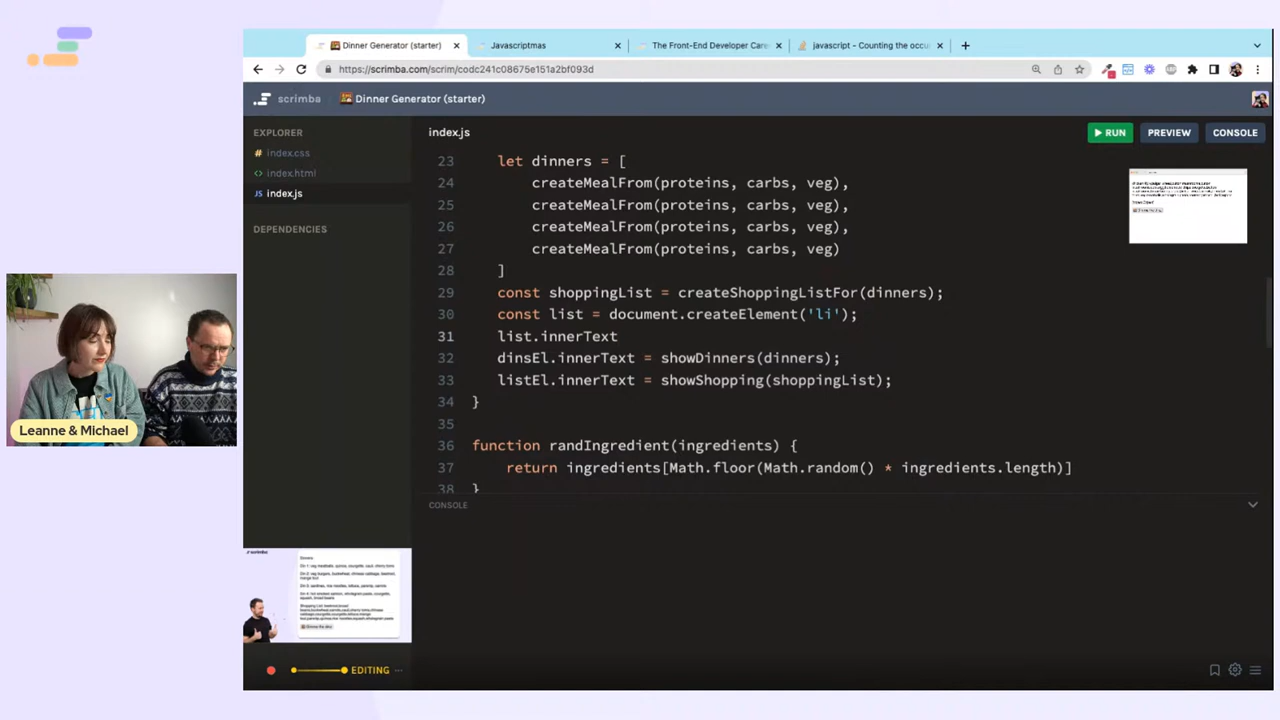 Dinner Generator (starter)
Javascriptmas
The Front-End Developer Care
javascript - Counting the occu
https://scrimba.com/scrim/codc241c08675e151a2bf093d
scrimba
Dinner Generator (starter)
EXPLORER
index.css
index.html
JS index.js
DEPENDENCIES
index.js
RUN
PREVIEW
CONSOLE
23 let dinners = [
24 createMealFrom(proteins, carbs, veg),
25 createMealFrom(proteins, carbs, veg),
26 createMealFrom(proteins, carbs, veg),
27 createMealFrom(proteins, carbs, veg)
28 ]
29 const shoppingList = createShoppingListFor(dinners);
30 const list = document.createElement('li');
31 list.innerText
32 dinsEl.innerText = showDinners(dinners);
33 listEl.innerText = showShopping(shoppingList);
34 }
35
36 function randIngredient(ingredients) {
37 return ingredients[Math.floor(Math.random() * ingredients.length)]
38 }
CONSOLE
Leanne & Michael
scrimba
Dinners:
EDITING